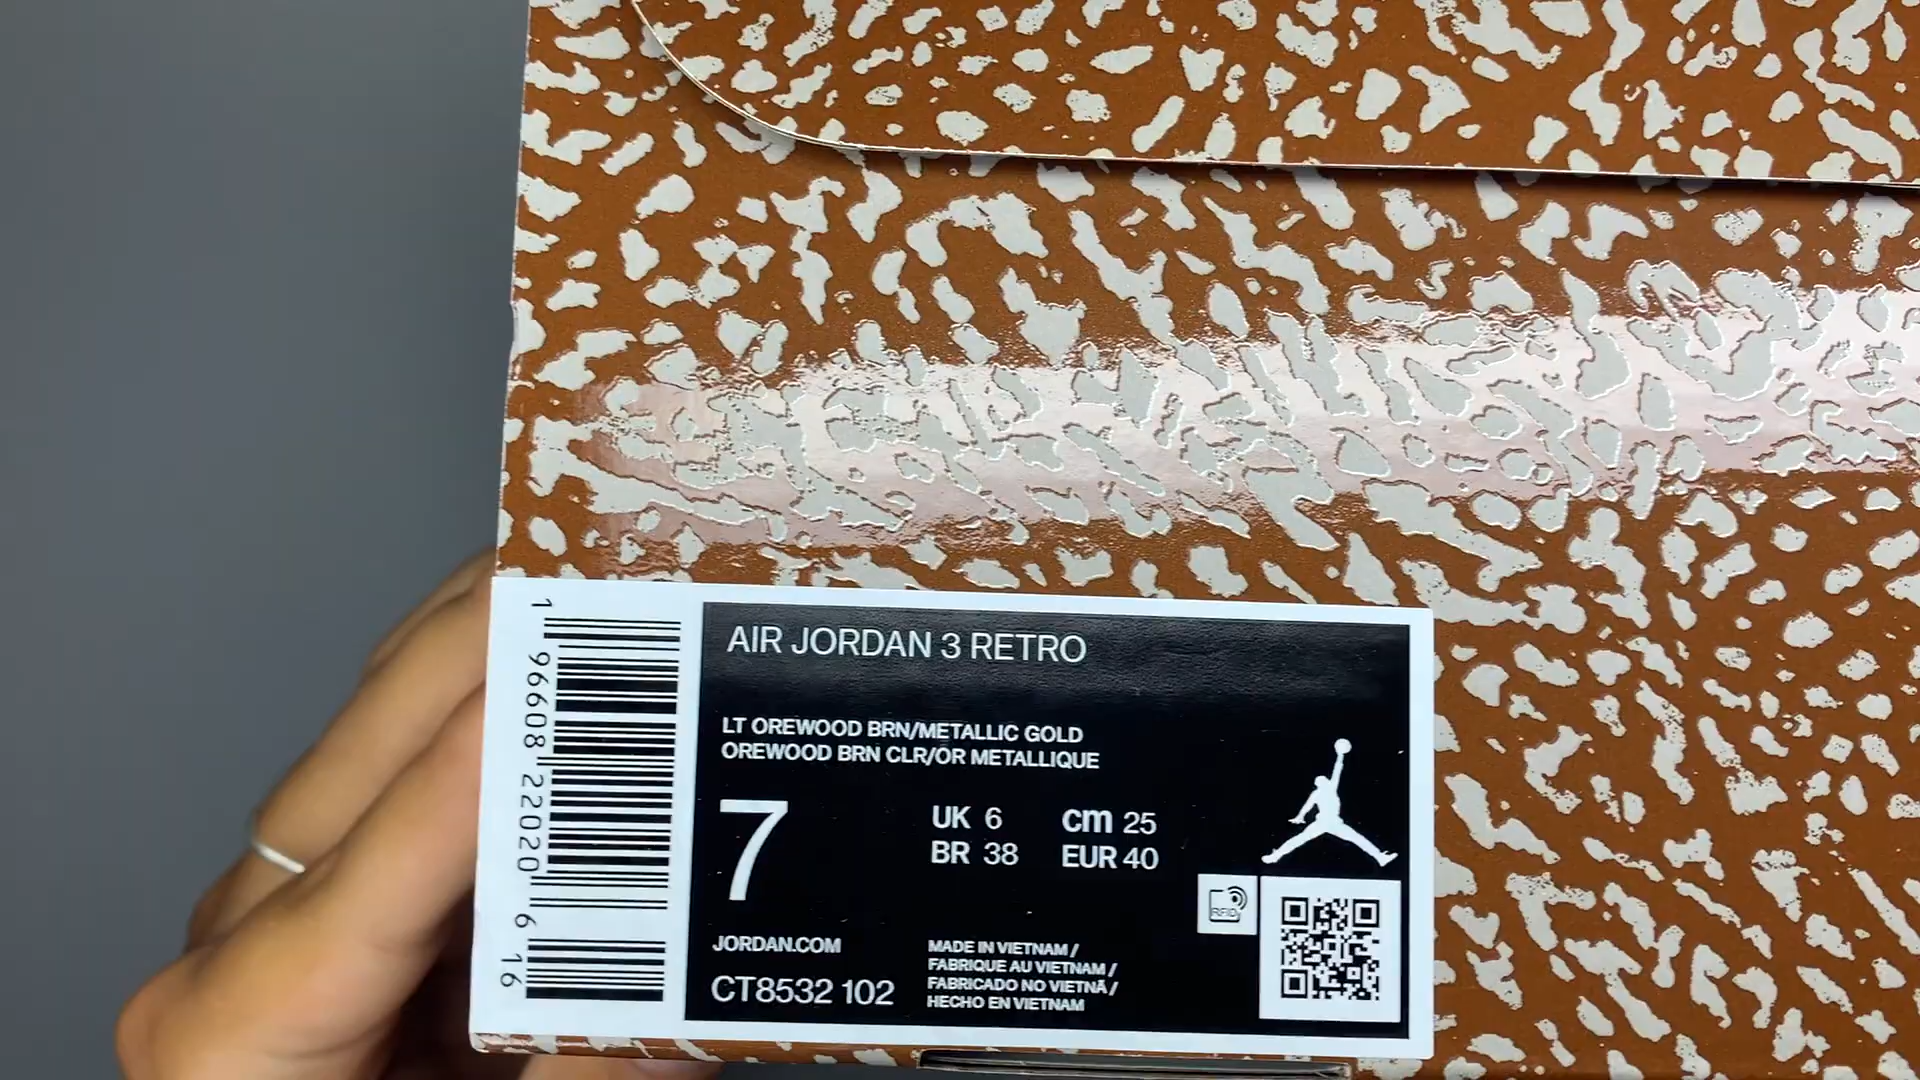 AIR JORDAN 3 RETRO
LT OREWOOD BRN/METALLIC GOLD
OREWOOD BRN CLR/OR METALLIQUE
7
UK 6
cm 25
BR 38
EUR 40
JORDAN.COM
CT8532 102
MADE IN VIETNAM /
FABRIQUE AU VIETNAM /
FABRICADO NO VIETNÃ /
HECHO EN VIETNAM
RFID
1 96608 22020 6 16